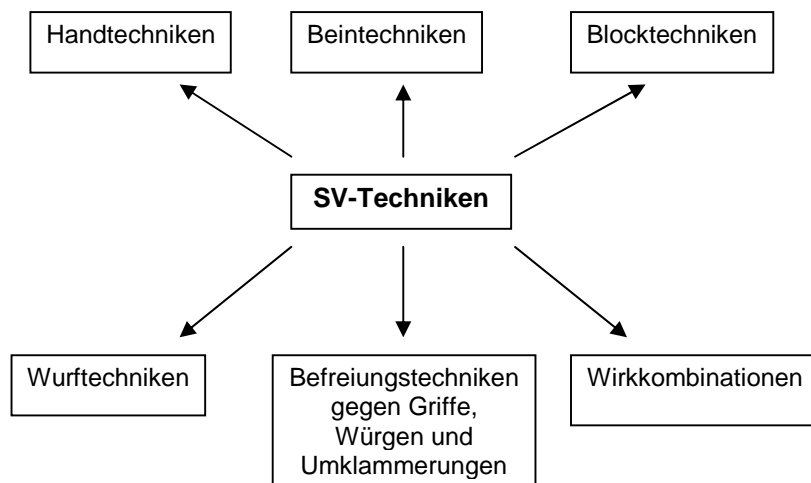 Handtechniken
Beintechniken
Blocktechniken
SV-Techniken
Wurftechniken
Befreiungstechniken
gegen Griffe,
Würgen und
Umklammerungen
Wirkkombinationen